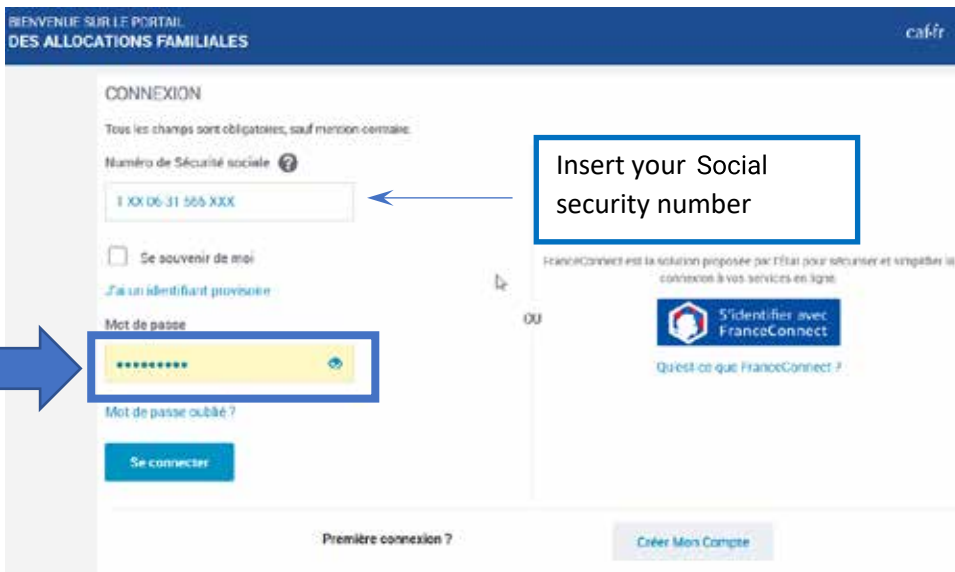 BIENVENUE SUR LE PORTAIL
DES ALLOCATIONS FAMILIALES
caf.fr
CONNEXION
Tous les champs sont obligatoires, sauf mention contraire.
Numéro de Sécurité sociale ?
1 XX 06 31 555 XXX
Insert your Social
security number
Se souvenir de moi
J'ai un identifiant provisoire
Mot de passe
•••••••••
Mot de passe oublié ?
Se connecter
OU
FranceConnect est la solution proposée par l'État pour sécuriser et simplifier la
connexion à vos services en ligne.
S'identifier avec
FranceConnect
Qu'est-ce que FranceConnect ?
Première connexion ?
Créer Mon Compte